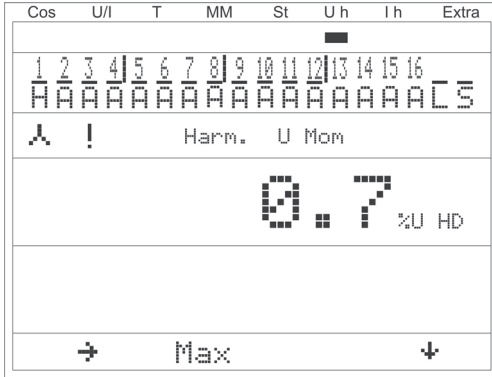 Cos U/I T MM St U h I h Extra
1 2 3 4 5 6 7 8 9 10 11 12 13 14 15 16
H A A A A A A A A A A A A A A A C S
! Harm. U Mom
0.7 %U HD
→ Max ↓